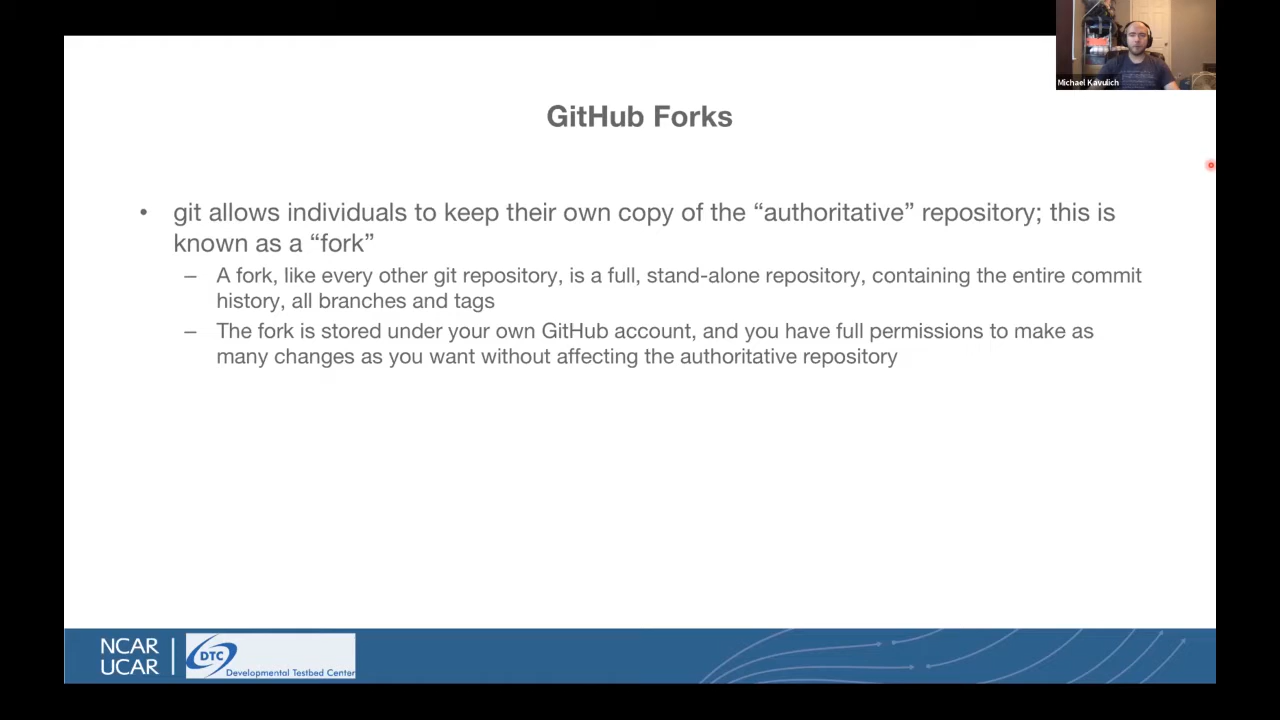 Michael Kavulich
GitHub Forks
• git allows individuals to keep their own copy of the “authoritative” repository; this is
known as a “fork”
– A fork, like every other git repository, is a full, stand-alone repository, containing the entire commit
history, all branches and tags
– The fork is stored under your own GitHub account, and you have full permissions to make as
many changes as you want without affecting the authoritative repository
NCAR
UCAR
DTC
Developmental Testbed Center